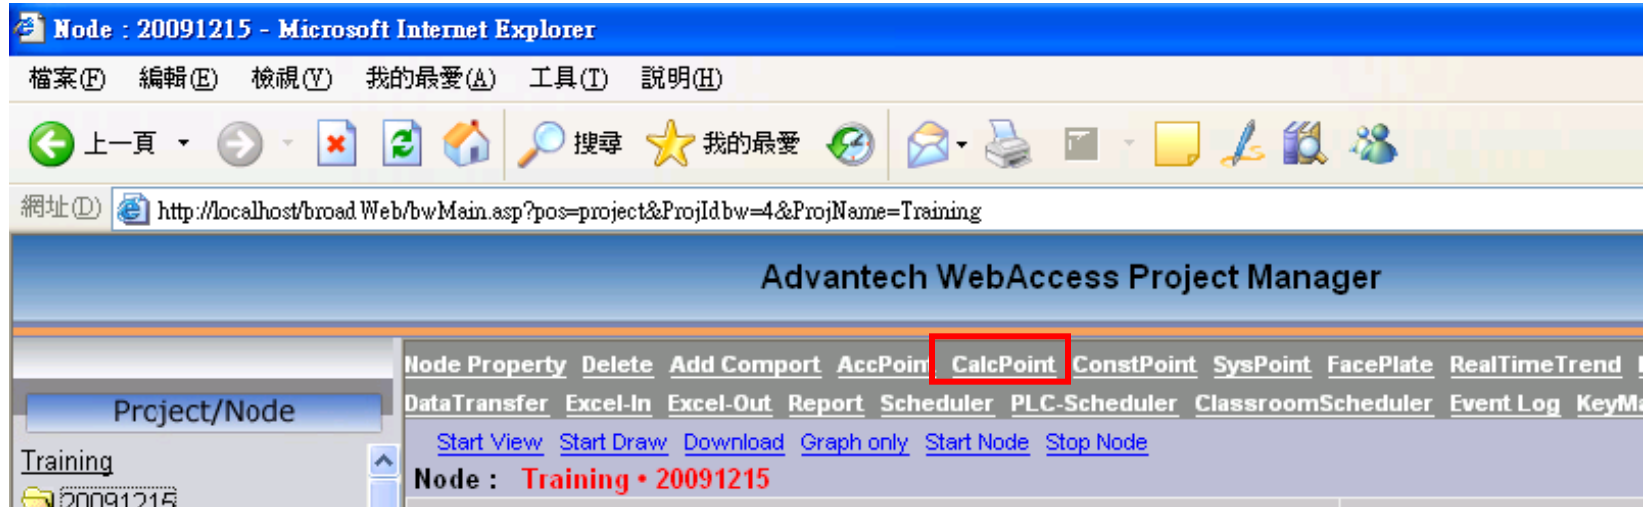 Node : 20091215 - Microsoft Internet Explorer
檔案(F) 編輯(E) 檢視(V) 我的最愛(A) 工具(T) 說明(H)
上一頁 搜尋 我的最愛
網址(D) http://localhost/broadWeb/bwMain.asp?pos=project&ProjIdbw=4&ProjName=Training
Advantech WebAccess Project Manager
Node Property Delete Add Comport AccPoint CalcPoint ConstPoint SysPoint FacePlate RealTimeTrend
DataTransfer Excel-In Excel-Out Report Scheduler PLC-Scheduler ClassroomScheduler Event Log
Project/Node
Start View Start Draw Download Graph only Start Node Stop Node
Training
Node : Training • 20091215
20091215